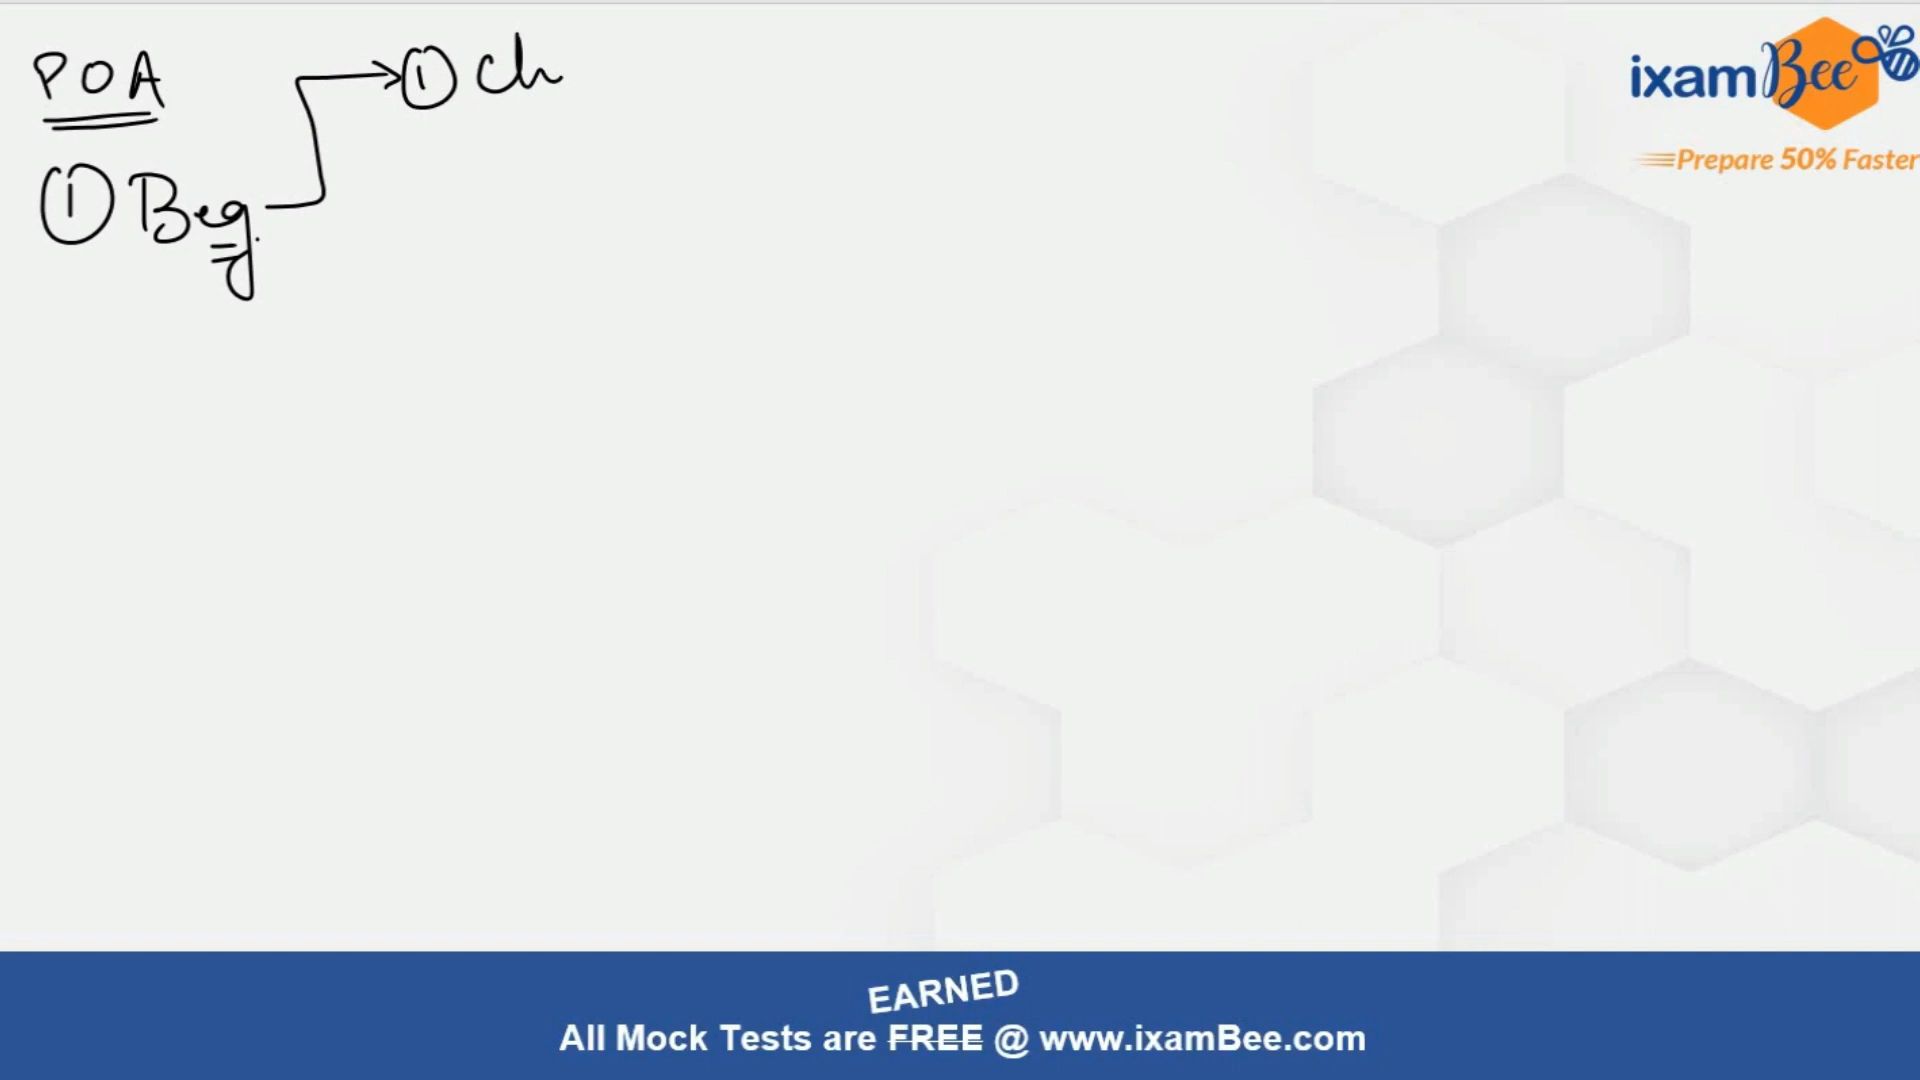 POA
① Beg
① Ch
ixamBee
Prepare 50% Faster
EARNED
All Mock Tests are FREE @ www.ixamBee.com